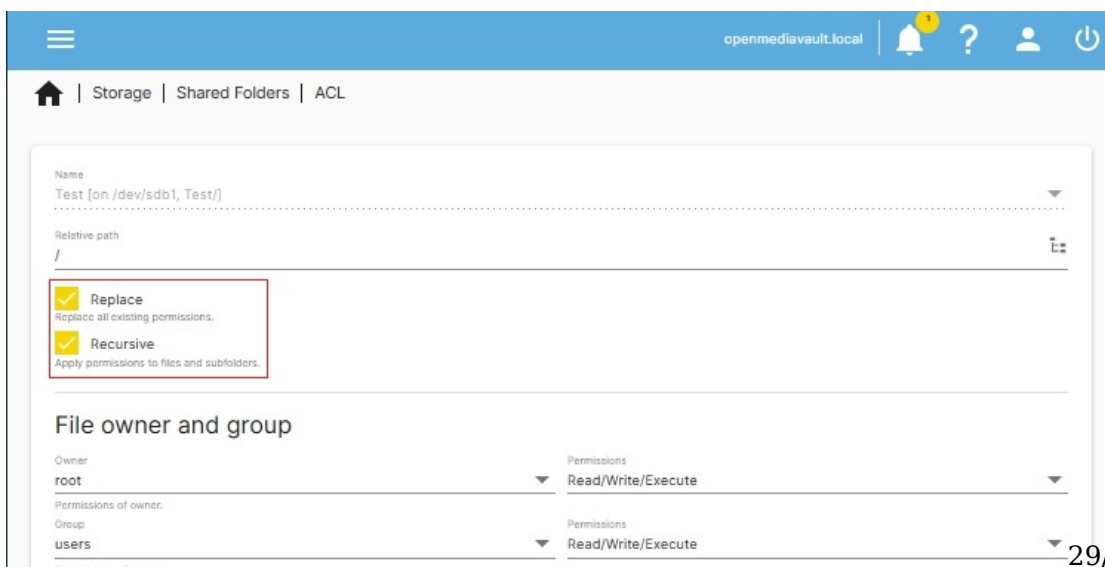 openmediavault.local
1
?
| Storage | Shared Folders | ACL
Name
Test [on /dev/sdb1, Test/]
Relative path
/
Replace
Replace all existing permissions.
Recursive
Apply permissions to files and subfolders.
File owner and group
Owner
root
Permissions
Read/Write/Execute
Permissions of owner.
Group
users
Permissions
Read/Write/Execute
29/